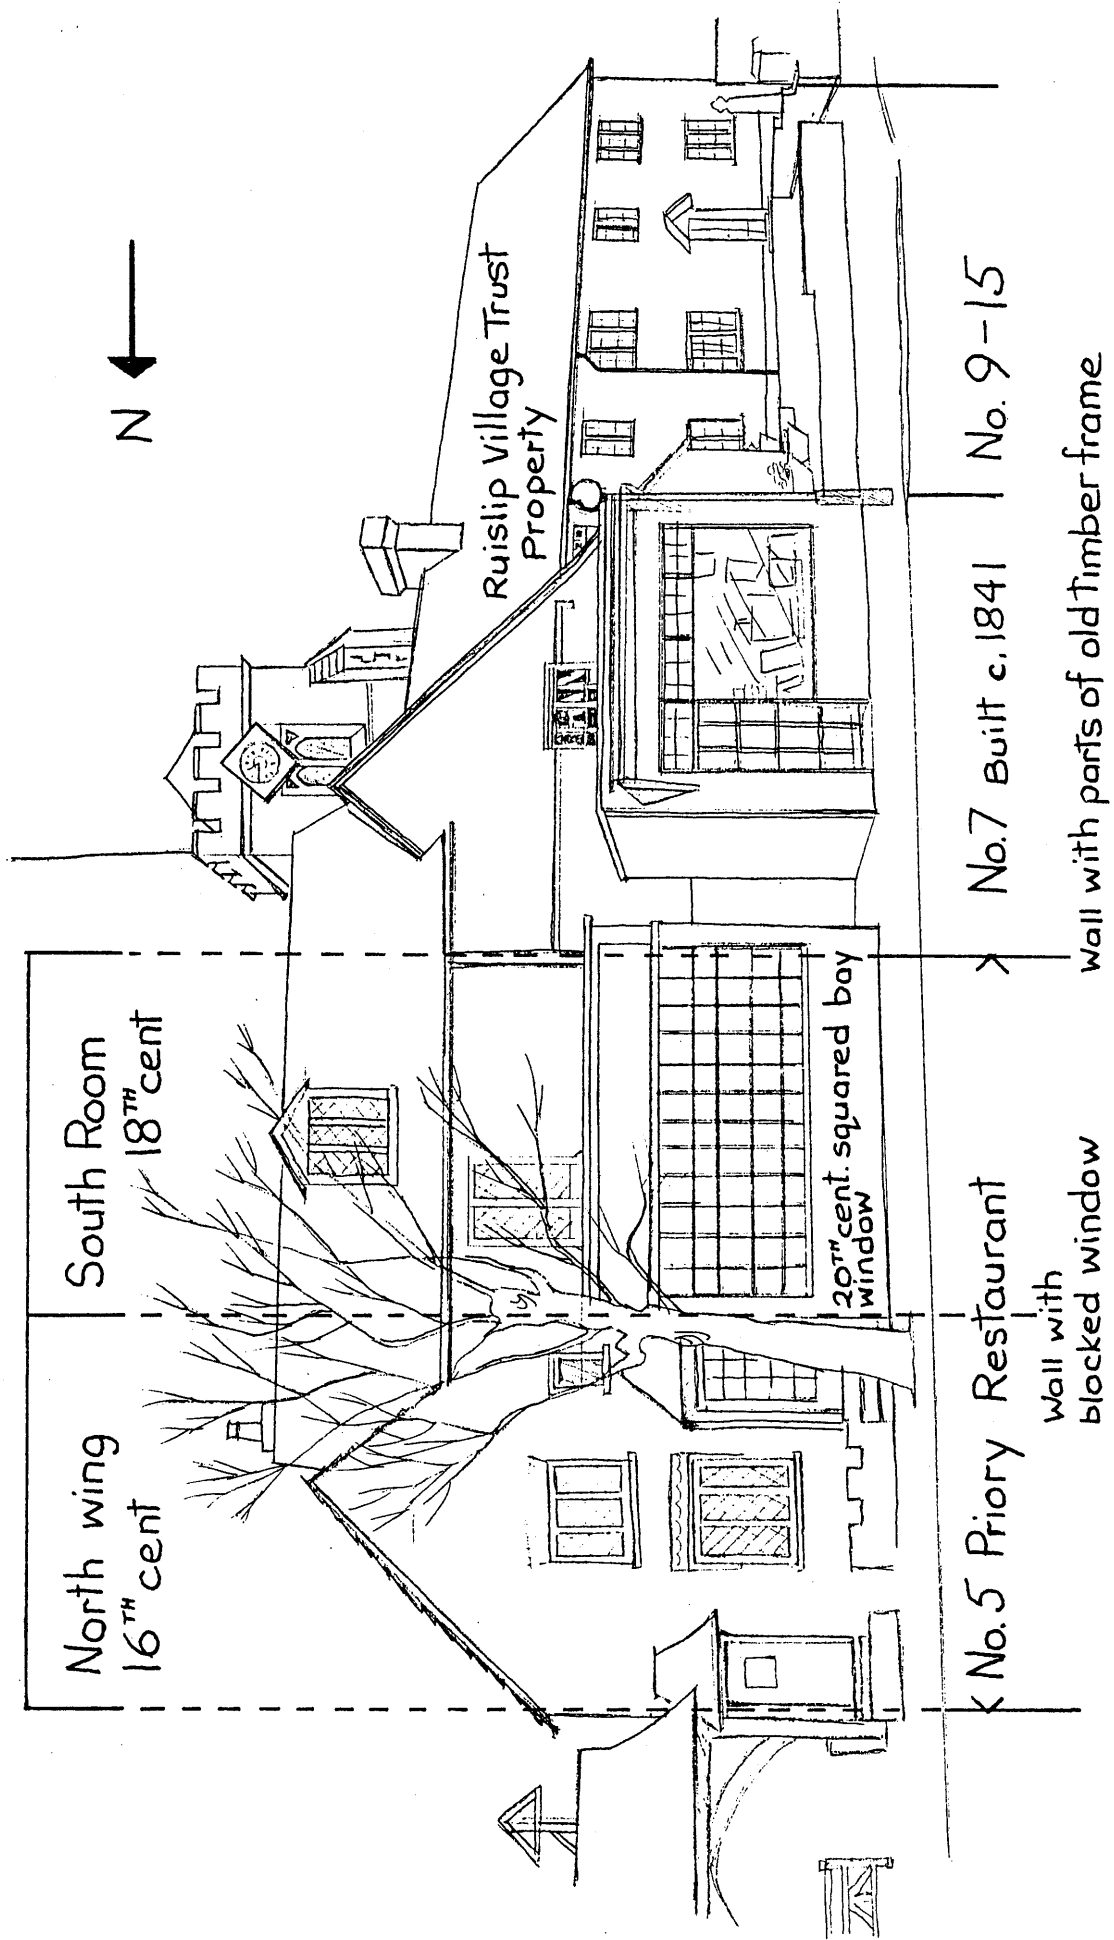 North wing
16TH cent
South Room
18TH cent
N
Ruislip Village Trust
Property
20TH cent. squared bay
window
No.5 Priory Restaurant
No.7 Built c.1841
No. 9-15
Wall with
blocked window
Wall with parts of old timber frame